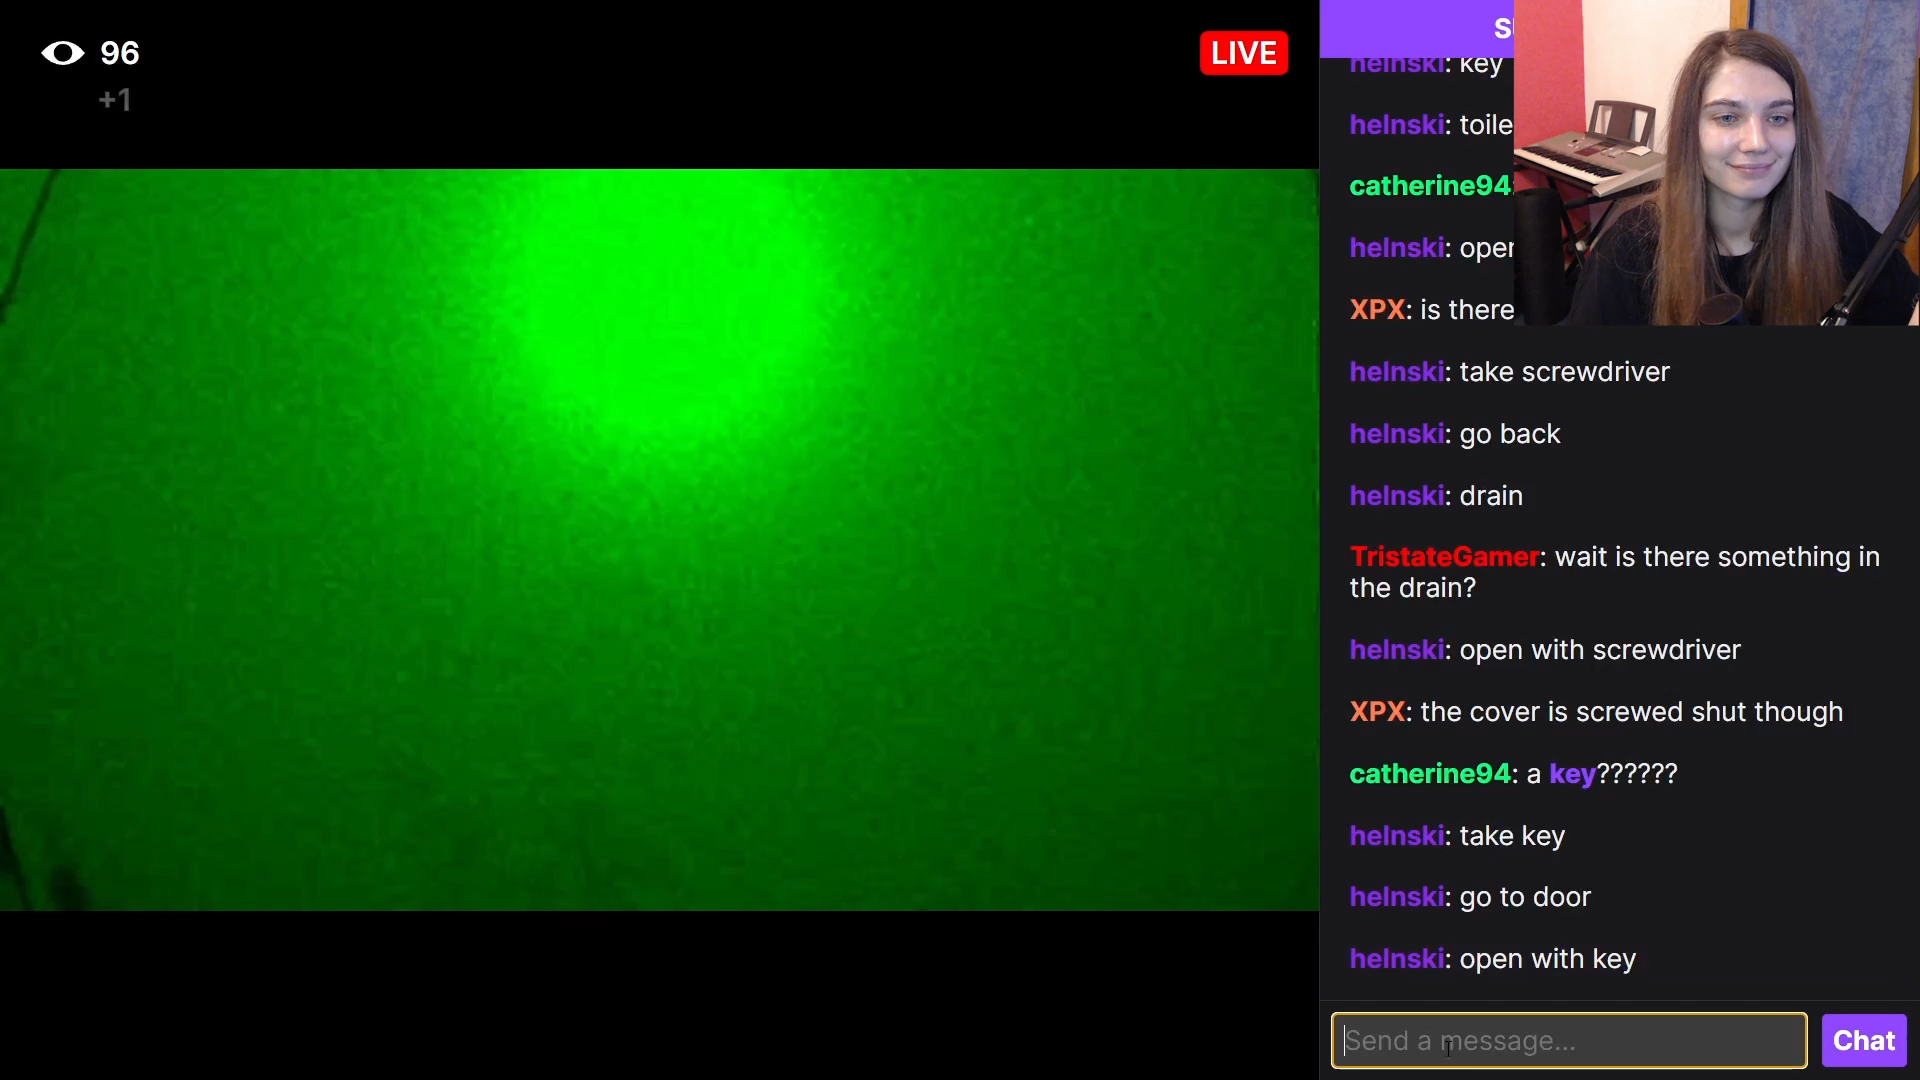 96
+1
LIVE
helnski: key
helnski:
catherine94
helnski:
XPX: is there
helnski: take screwdriver
helnski: go back
helnski: drain
TristateGamer: wait is there something in
the drain?
helnski: open with screwdriver
XPX: the cover is screwed shut though
catherine94: a key??????
helnski: take key
helnski: go to door
helnski: open with key
Send a message...
Chat